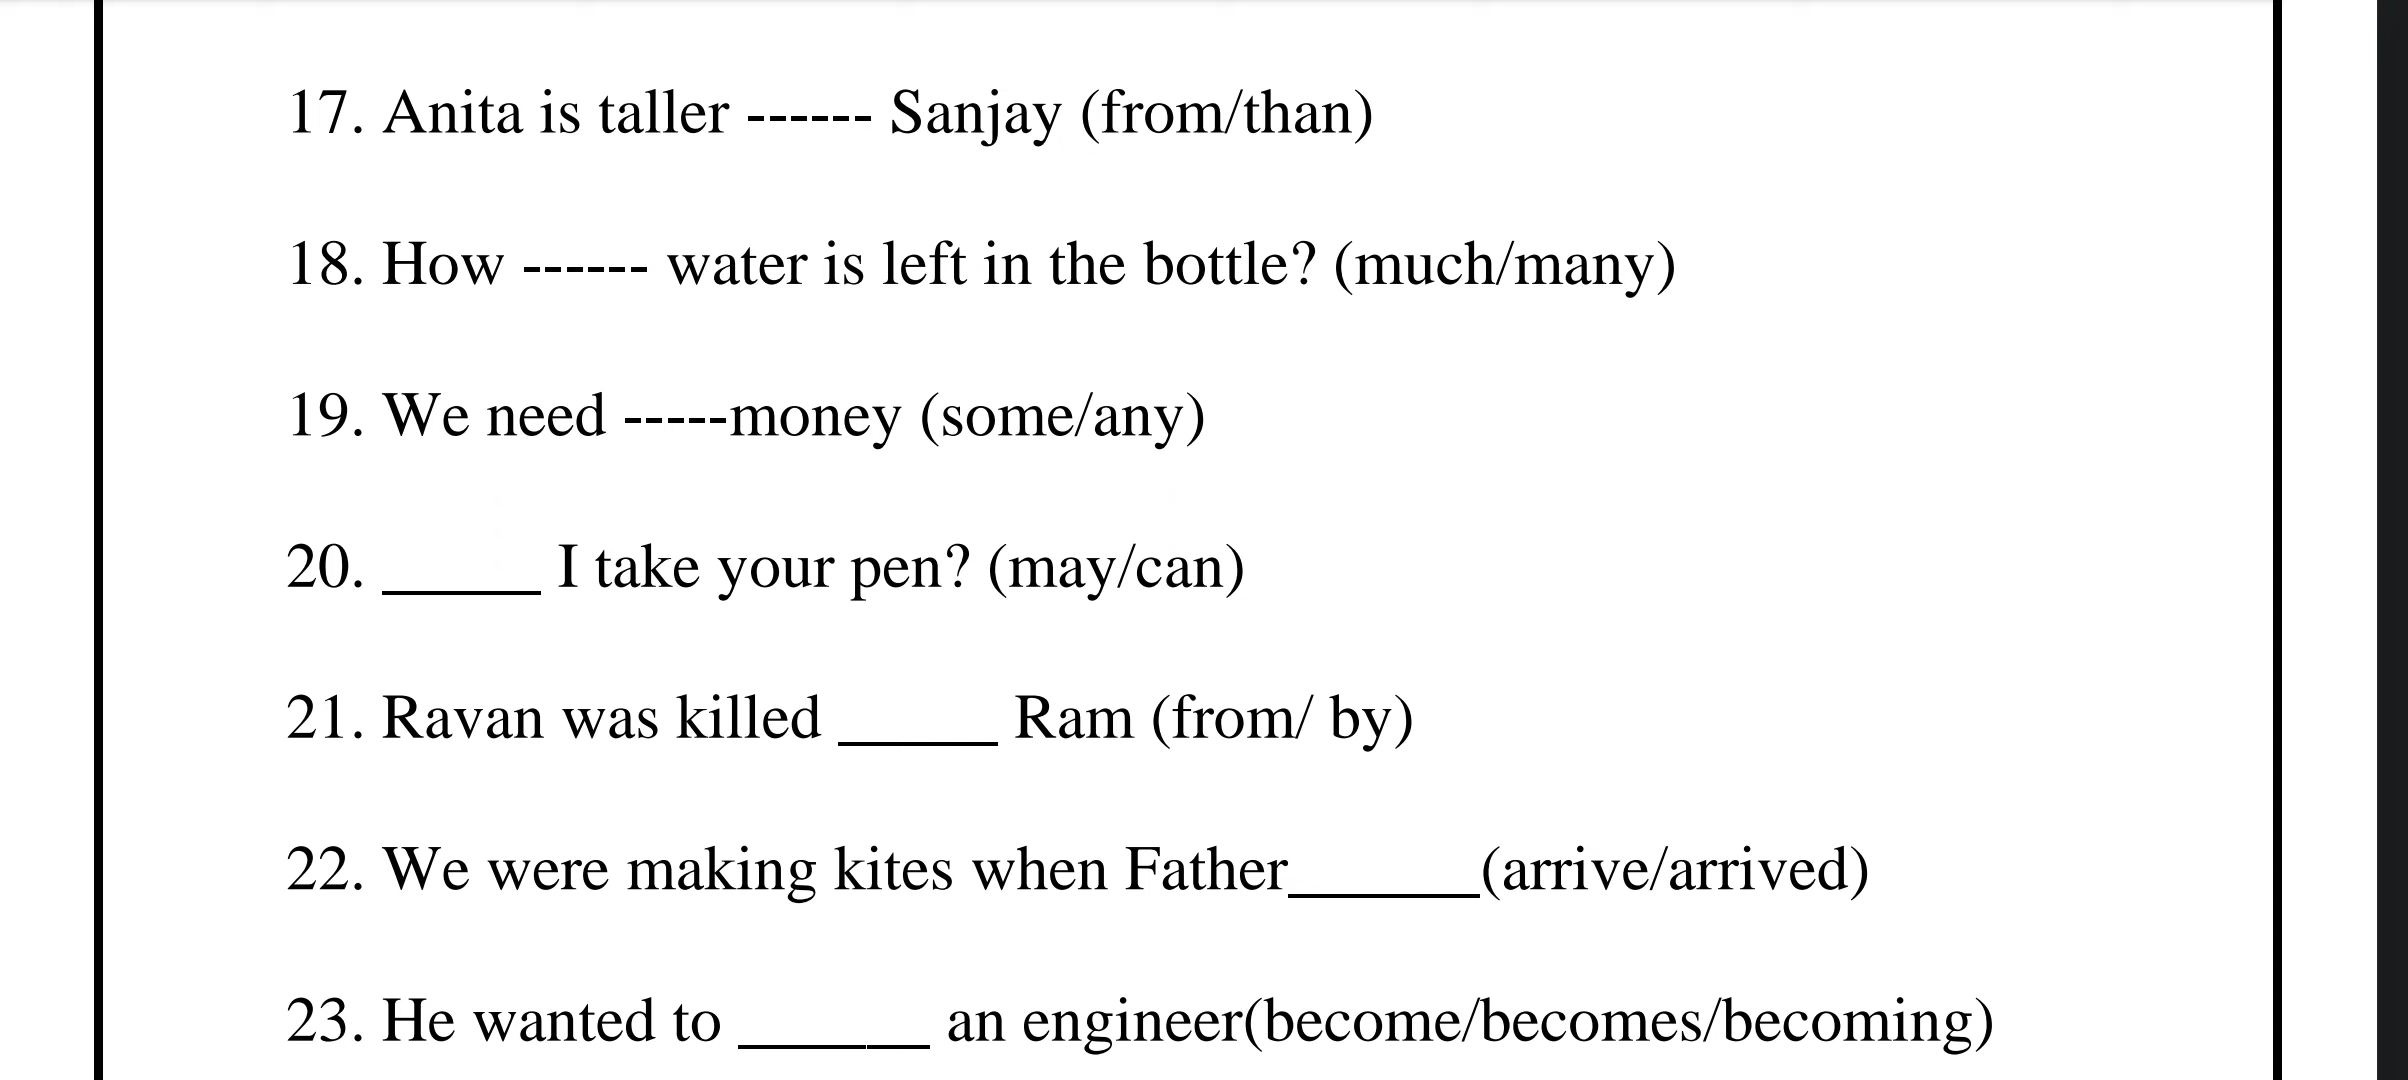 17. Anita is taller ------ Sanjay (from/than)
18. How ------ water is left in the bottle? (much/many)
19. We need -----money (some/any)
20. _____ I take your pen? (may/can)
21. Ravan was killed _____ Ram (from/ by)
22. We were making kites when Father______(arrive/arrived)
23. He wanted to ______ an engineer(become/becomes/becoming)